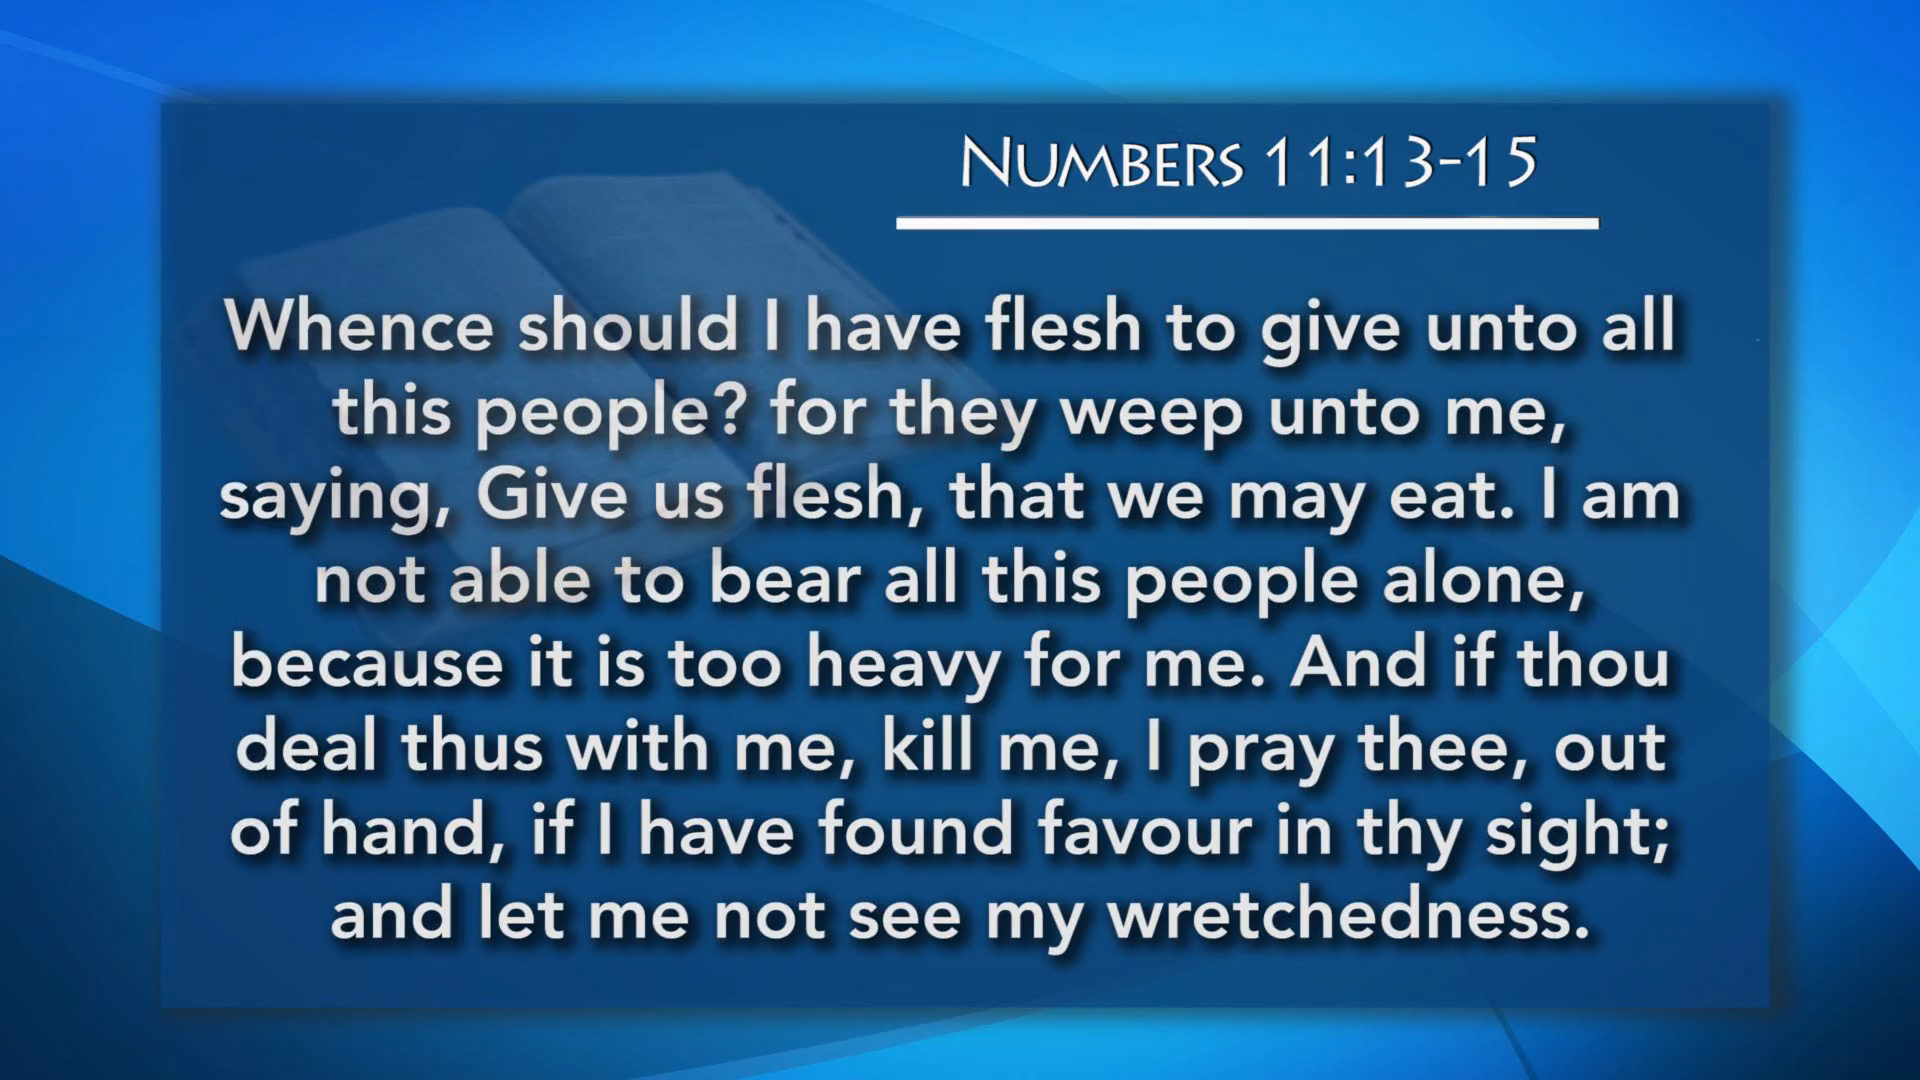 Numbers 11:13-15
Whence should I have flesh to give unto all
this people? for they weep unto me,
saying, Give us flesh, that we may eat. I am
not able to bear all this people alone,
because it is too heavy for me. And if thou
deal thus with me, kill me, I pray thee, out
of hand, if I have found favour in thy sight;
and let me not see my wretchedness.